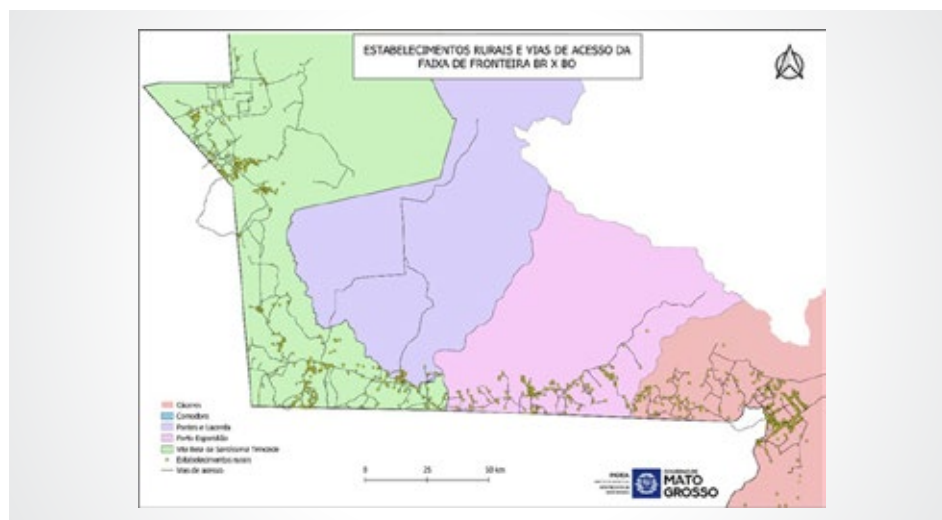 ESTABELECIMENTOS RURAIS E VIAS DE ACESSO DA
FAIXA DE FRONTEIRA BR X BO
Cáceres
Comodoro
Pontes e Lacerda
Porto Esperidião
Vila Bela da Santíssima Trindade
Estabelecimentos rurais
Vias de acesso
0 25 50 km
INDEA
MATO
GROSSO